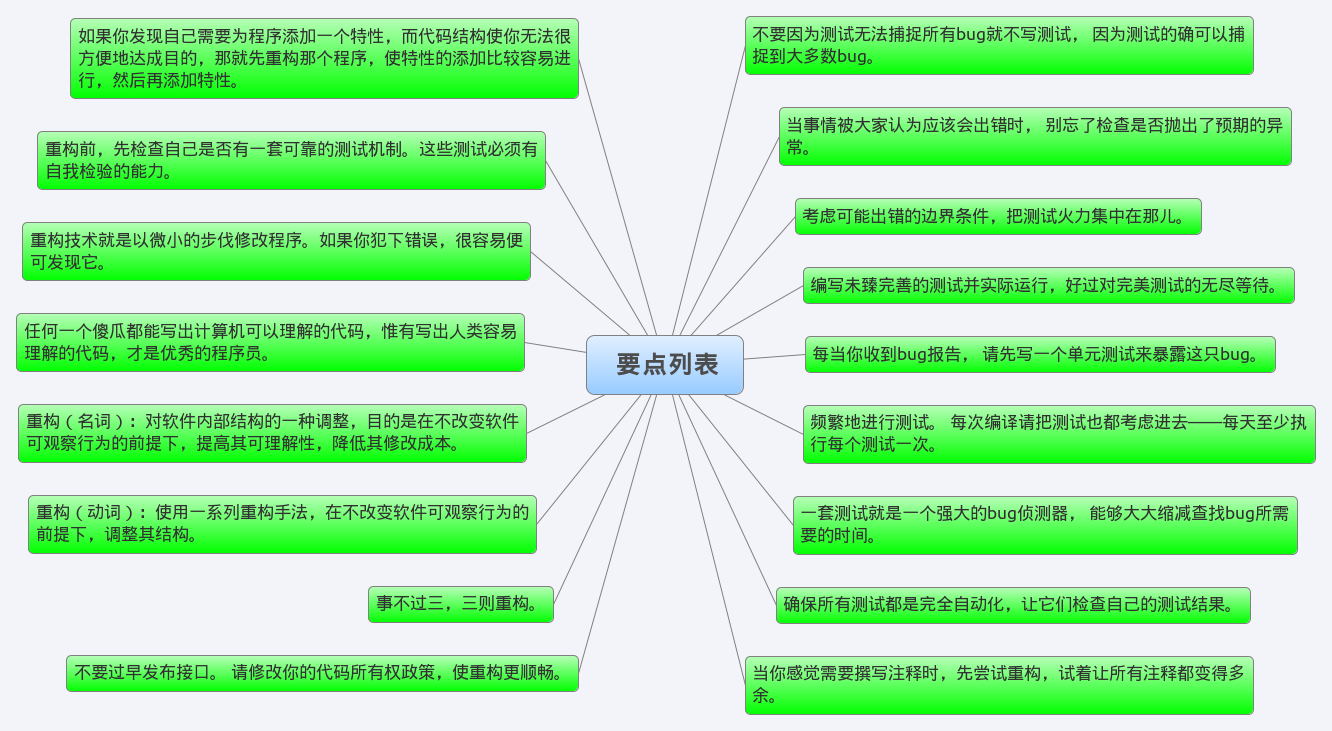 如果你发现自己需要为程序添加一个特性，而代码结构使你无法很
方便地达成目的，那就先重构那个程序，使特性的添加比较容易进
行，然后再添加特性。
重构前，先检查自己是否有一套可靠的测试机制。这些测试必须有
自我检验的能力。
重构技术就是以微小的步伐修改程序。如果你犯下错误，很容易便
可发现它。
任何一个傻瓜都能写出计算机可以理解的代码，惟有写出人类容易
理解的代码，才是优秀的程序员。
重构（名词）：对软件内部结构的一种调整，目的是在不改变软件
可观察行为的前提下，提高其可理解性，降低其修改成本。
重构（动词）：使用一系列重构手法，在不改变软件可观察行为的
前提下，调整其结构。
事不过三，三则重构。
不要过早发布接口。 请修改你的代码所有权政策，使重构更顺畅。
要点列表
不要因为测试无法捕捉所有bug就不写测试， 因为测试的确可以捕
捉到大多数bug。
当事情被大家认为应该会出错时， 别忘了检查是否抛出了预期的异
常。
考虑可能出错的边界条件，把测试火力集中在那儿。
编写未臻完善的测试并实际运行，好过对完美测试的无尽等待。
每当你收到bug报告， 请先写一个单元测试来暴露这只bug。
频繁地进行测试。 每次编译请把测试也都考虑进去——每天至少执
行每个测试一次。
一套测试就是一个强大的bug侦测器， 能够大大缩减查找bug所需
要的时间。
确保所有测试都是完全自动化，让它们检查自己的测试结果。
当你感觉需要撰写注释时，先尝试重构，试着让所有注释都变得多
余。